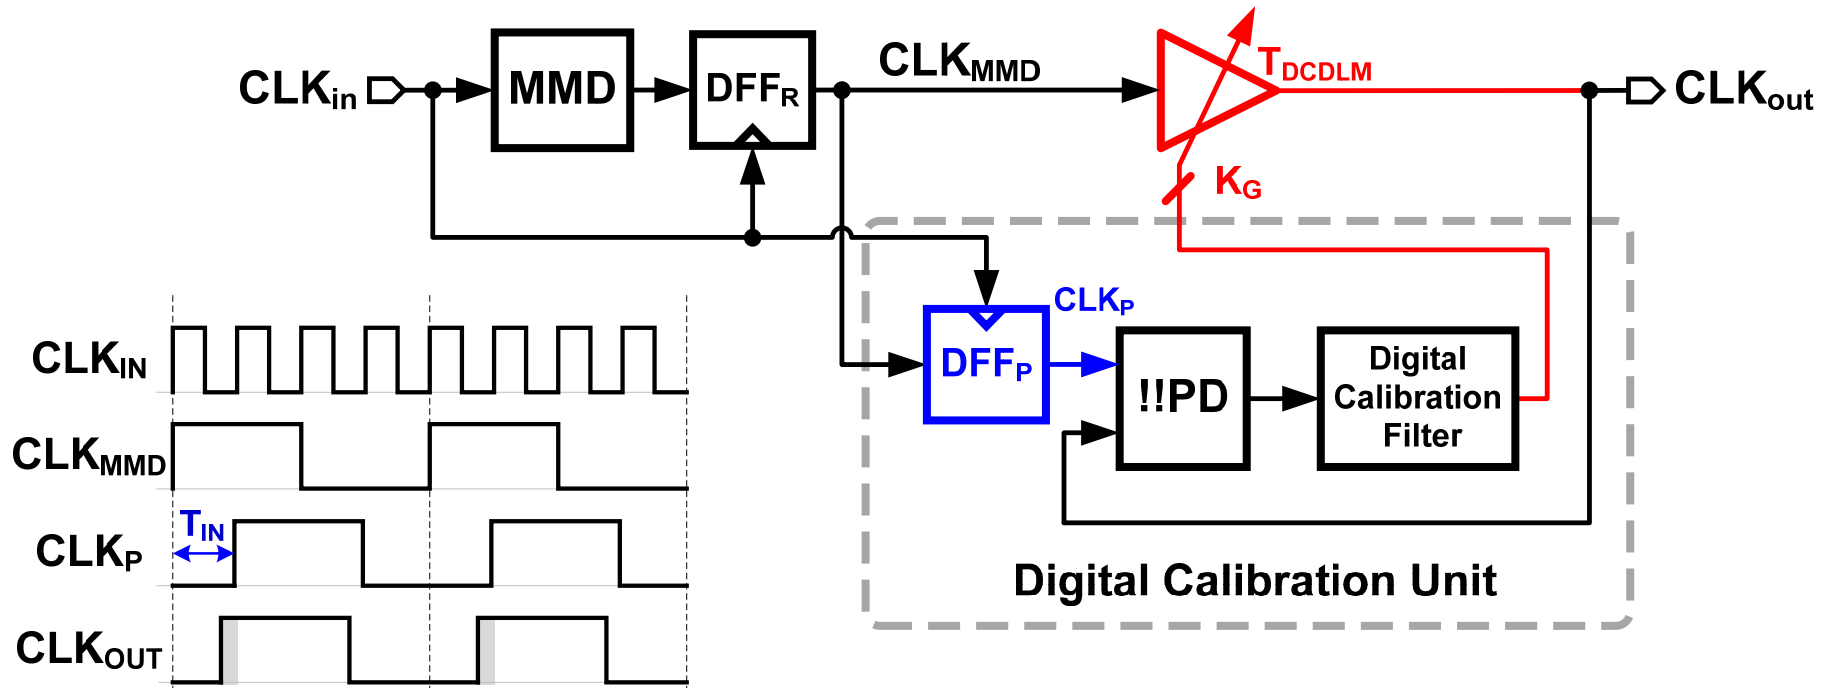 CLKin
MMD
DFFR
CLKMMD
TDCDLM
CLKout
KG
CLKP
DFFP
!!PD
Digital
Calibration
Filter
Digital Calibration Unit
CLKIN
CLKMMD
TIN
CLKP
CLKOUT